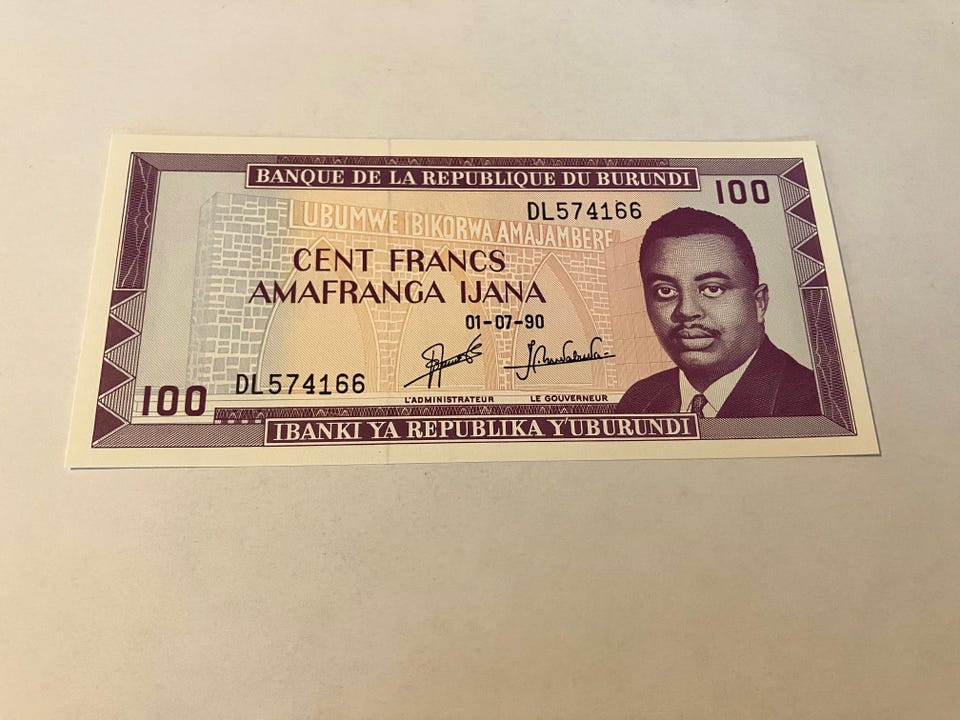 BANQUE DE LA REPUBLIQUE DU BURUNDI
100
DL574166
UBUMWE IBIKORWA AMAJAMBERE
CENT FRANCS
AMAFRANGA IJANA
01-07-90
DL574166
100
L'ADMINISTRATEUR
LE GOUVERNEUR
IBANKI YA REPUBLIKA Y'UBURUNDI